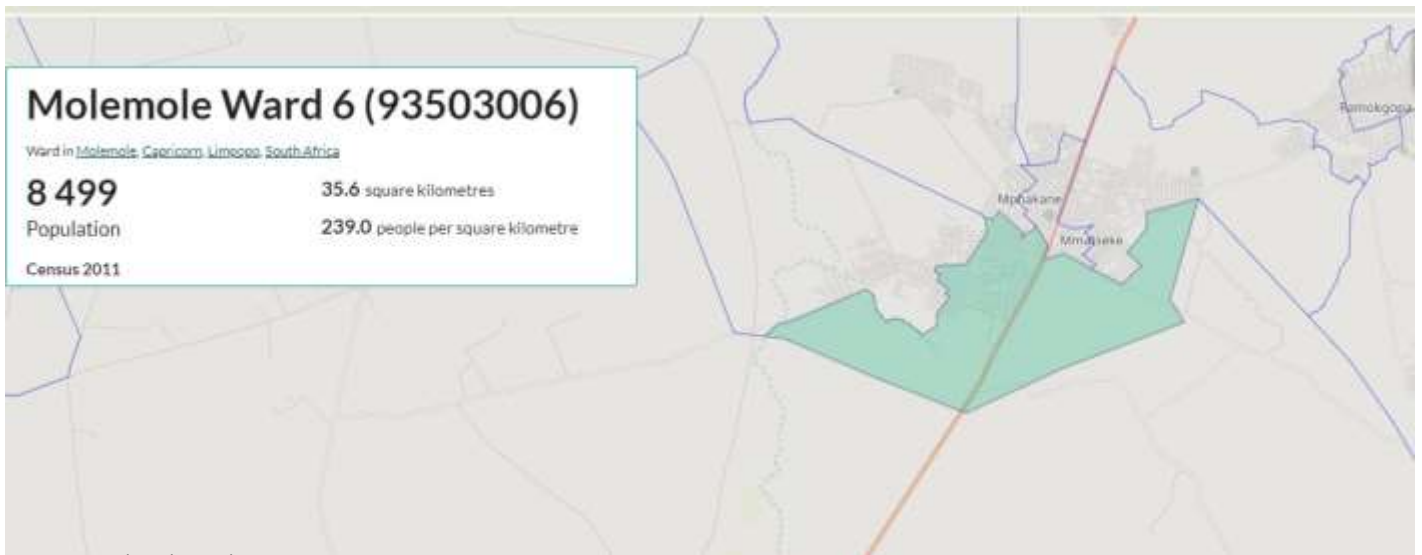 Molemole Ward 6 (93503006)
Ward in Molemole, Capricorn, Limpopo, South Africa
8 499
Population
35.6 square kilometres
239.0 people per square kilometre
Census 2011
Mphakane
Ramokgopa